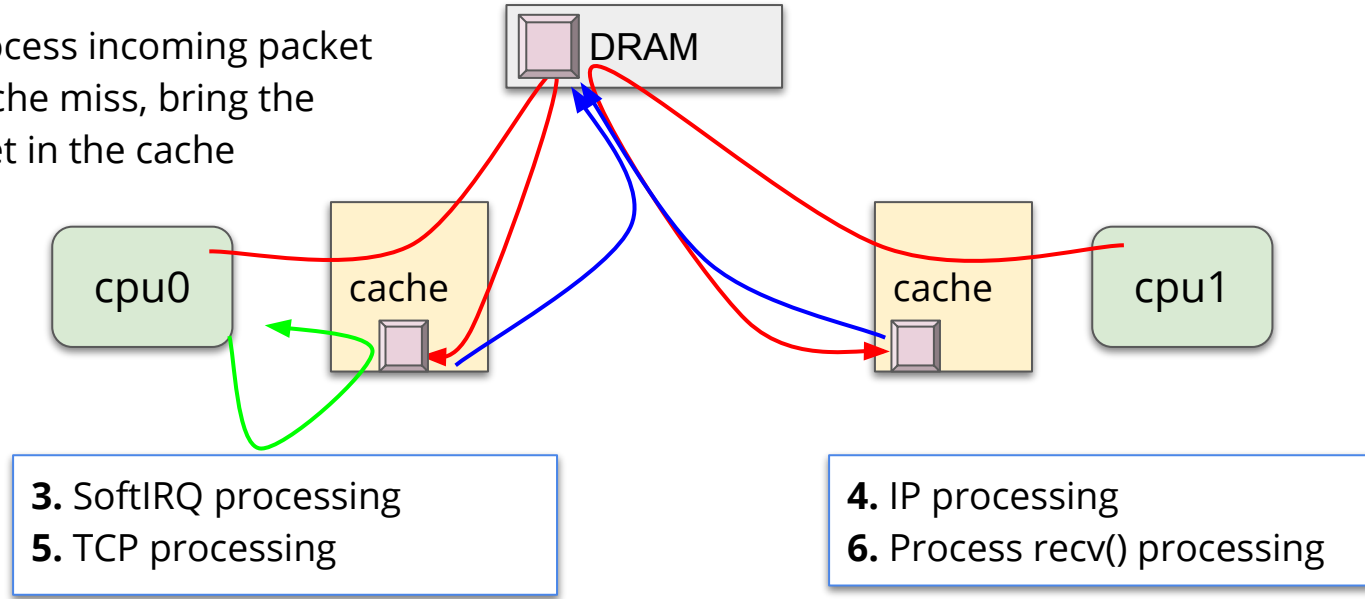 ocess incoming packet
che miss, bring the
et in the cache
DRAM
cpu0
cache
cache
cpu1
3. SoftIRQ processing
5. TCP processing
4. IP processing
6. Process recv() processing